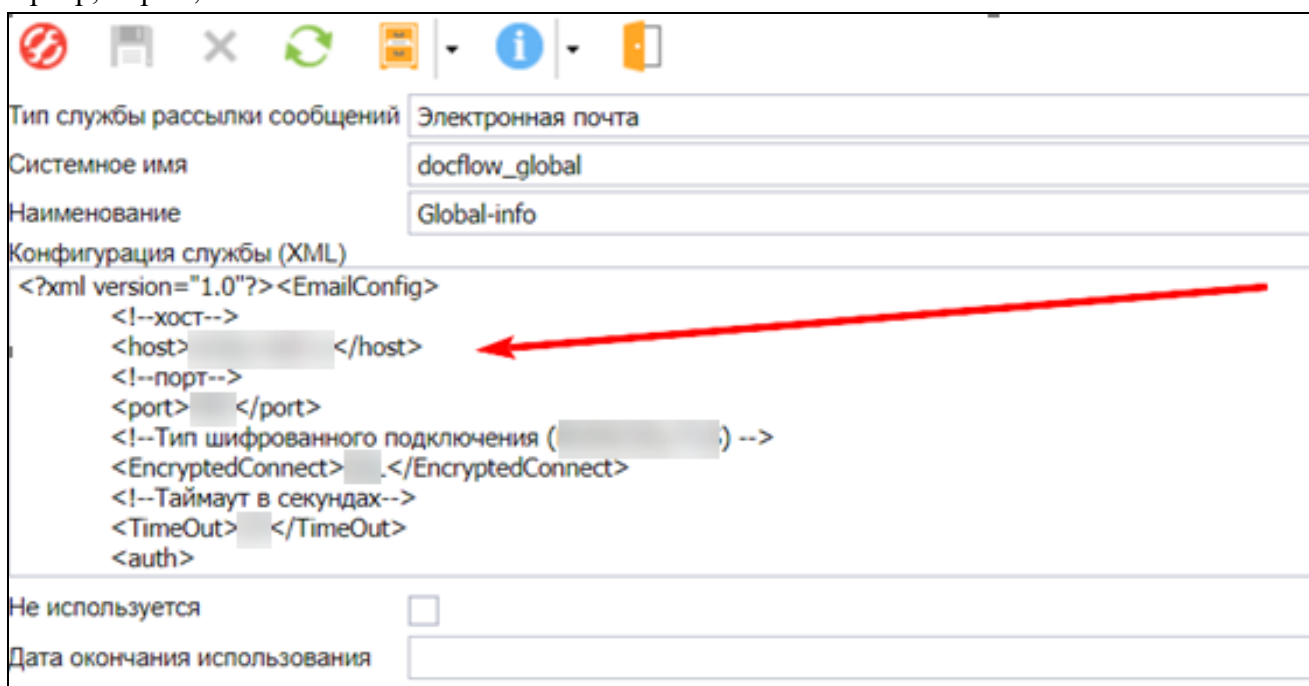 Тип службы рассылки сообщений Электронная почта
Системное имя docflow_global
Наименование Global-info
Конфигурация службы (XML)
<?xml version="1.0"?><EmailConfig>
<!--хост-->
<host> </host>
<!--порт-->
<port> </port>
<!--Тип шифрованного подключения ( ) -->
<EncryptedConnect> </EncryptedConnect>
<!--Таймаут в секундах-->
<TimeOut> </TimeOut>
<auth>
Не используется
Дата окончания использования